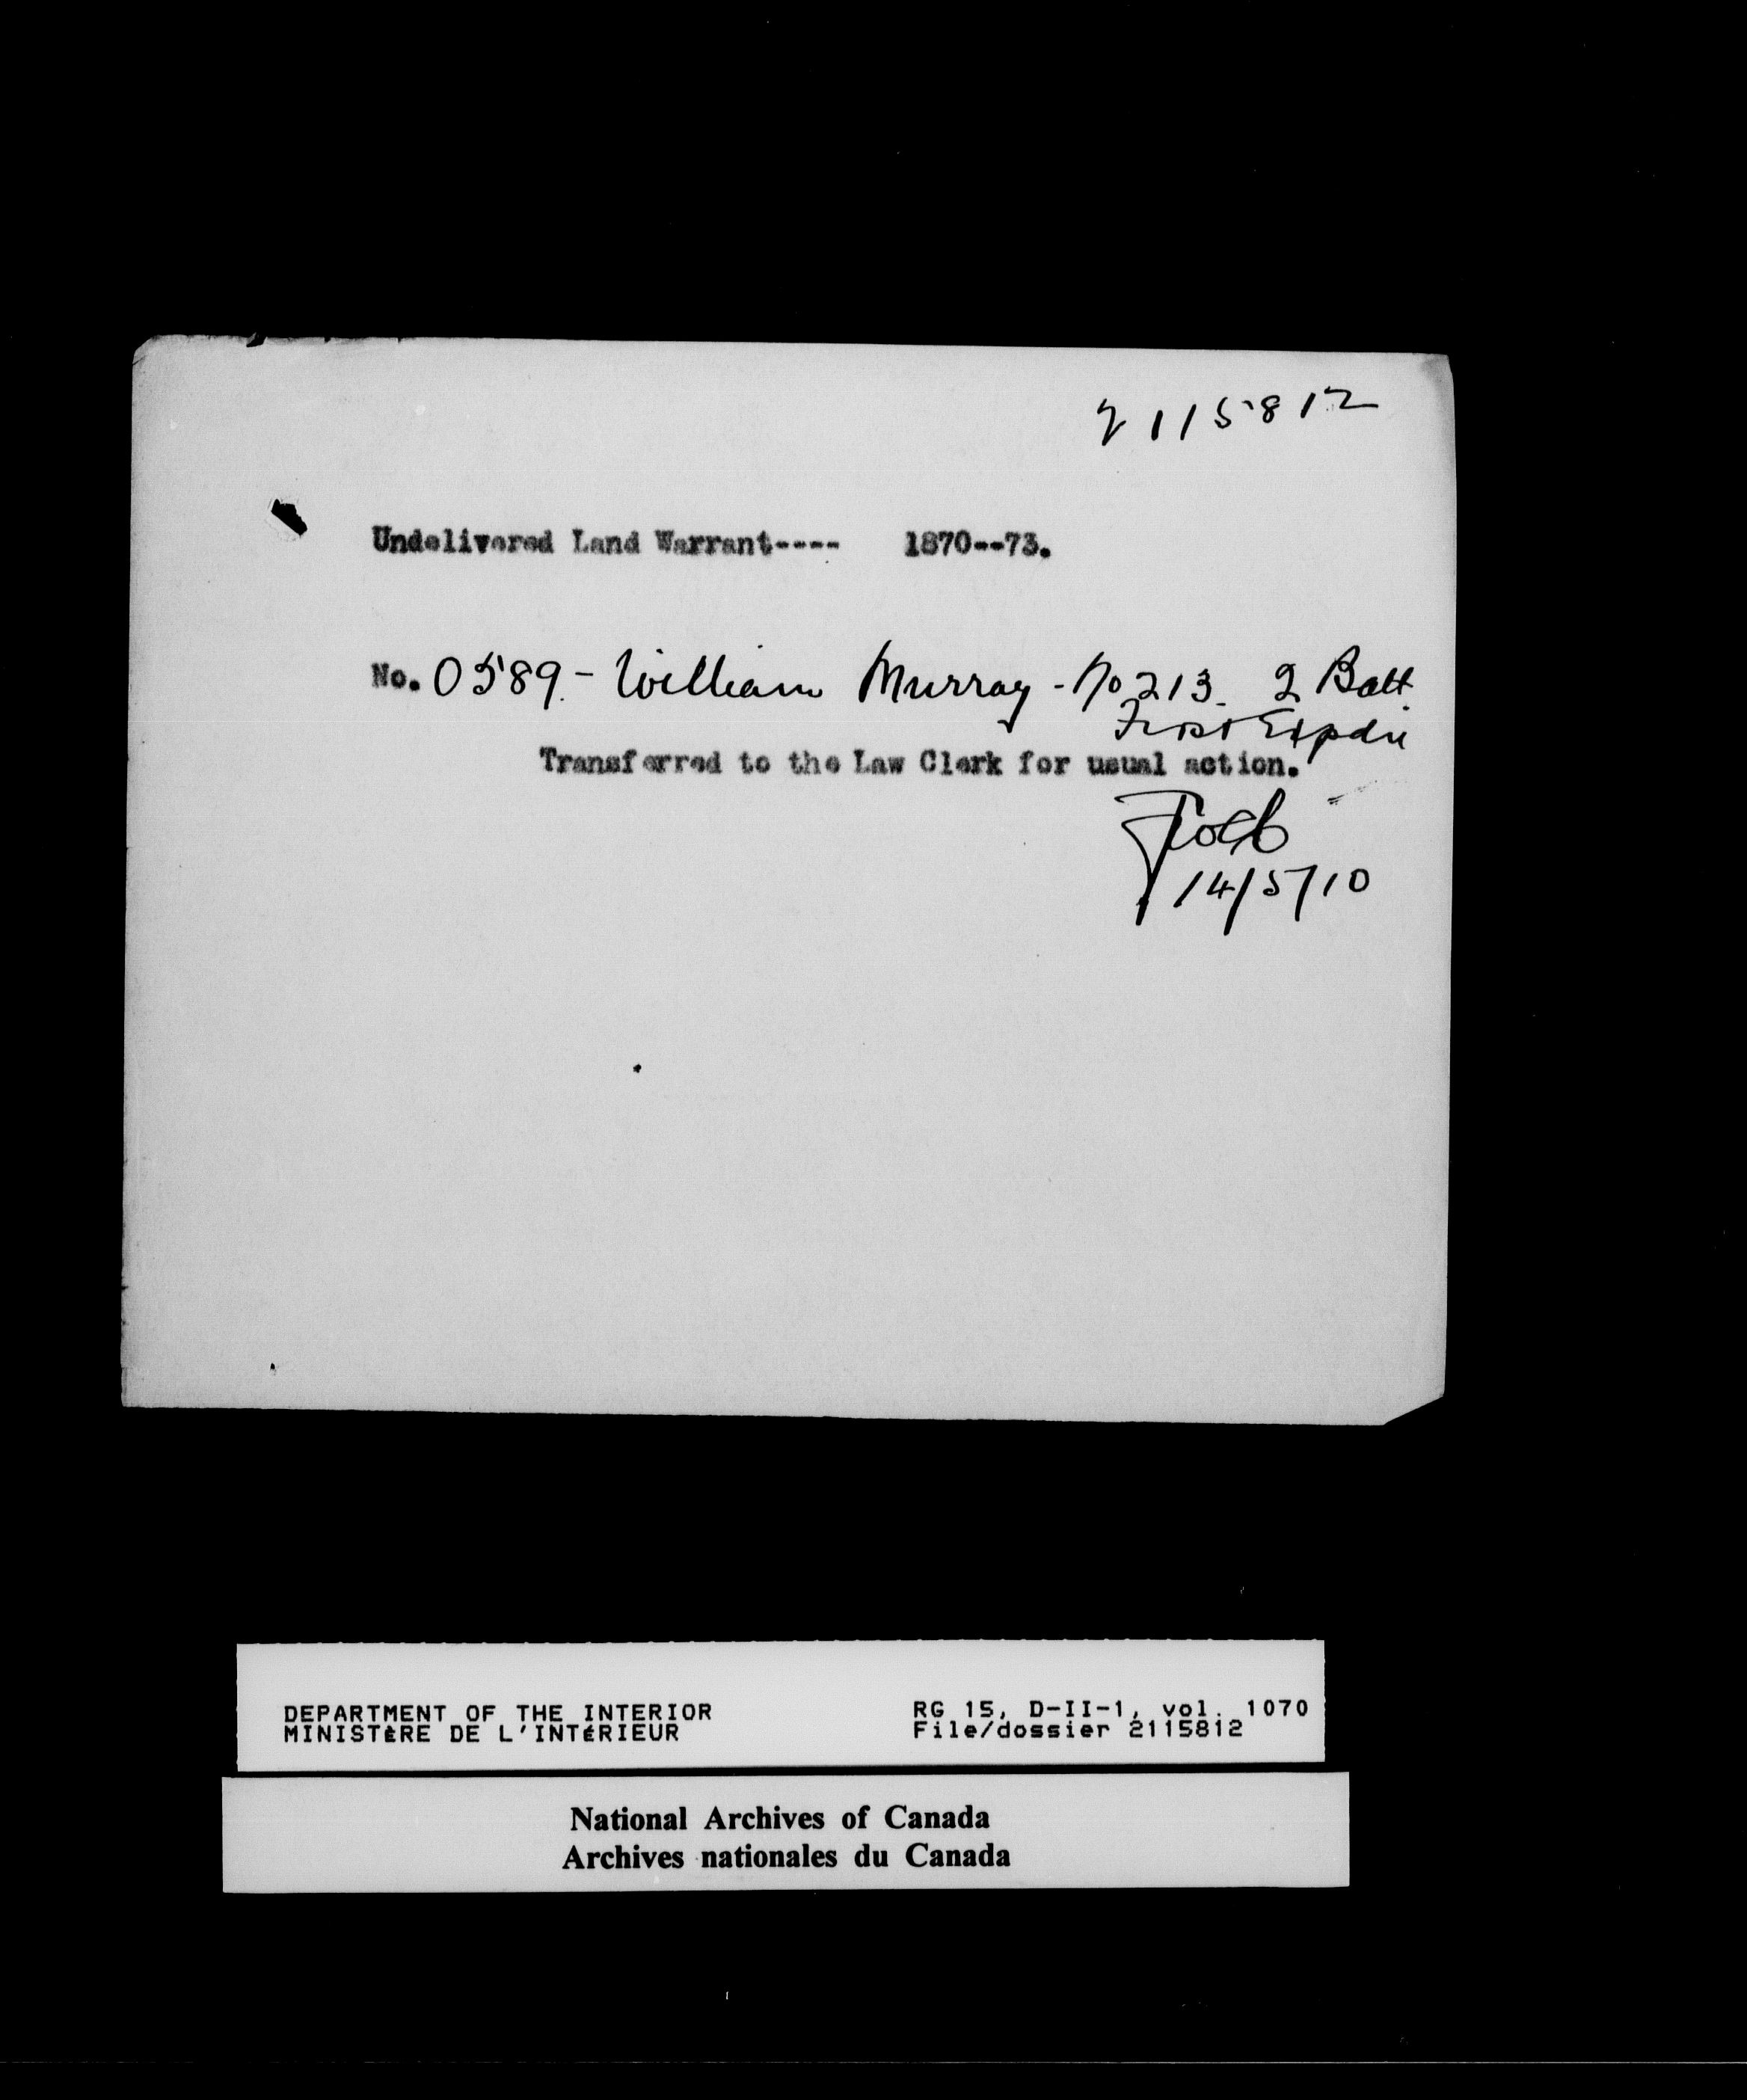 2115812
Undelivered Land Warrant---- 1870--73.
No. 0589.- William Murray - No 213. 2 Batt.
First Expdn
Transferred to the Law Clerk for usual action.
14/5/10
DEPARTMENT OF THE INTERIOR RG 15, D-II-1, vol. 1070
MINISTÈRE DE L'INTÉRIEUR File/dossier 2115812
National Archives of Canada
Archives nationales du Canada